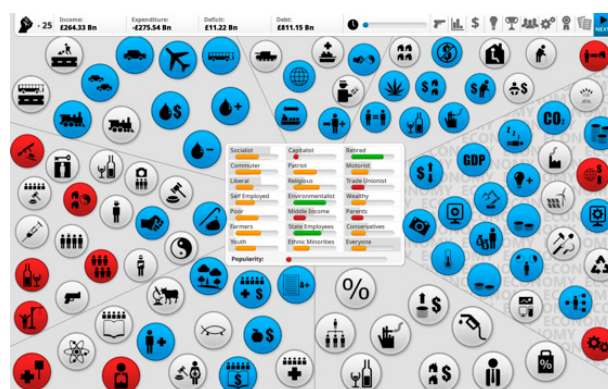 Income: Expenditure: Deficit: Debt:
+ 25 £264.33 Bn -£275.54 Bn £11.22 Bn £811.15 Bn
NEXT
CO₂
GDP
Socialist Capitalist Retired
Commuter Patriot Motorist
Liberal Religious Trade Unionist
Self Employed Environmentalist Wealthy
Poor Middle Income Parents
Farmers State Employees Conservatives
Youth Ethnic Minorities Everyone
Popularity:
ECONOMY